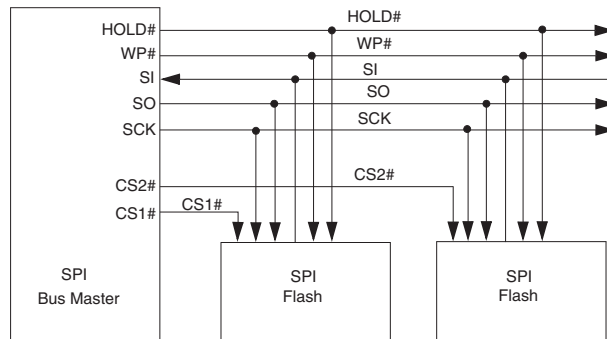 HOLD# HOLD#
WP# WP#
SI SI
SO SO
SCK SCK
CS2# CS2#
CS1# CS1#
SPI
Bus Master
SPI
Flash
SPI
Flash